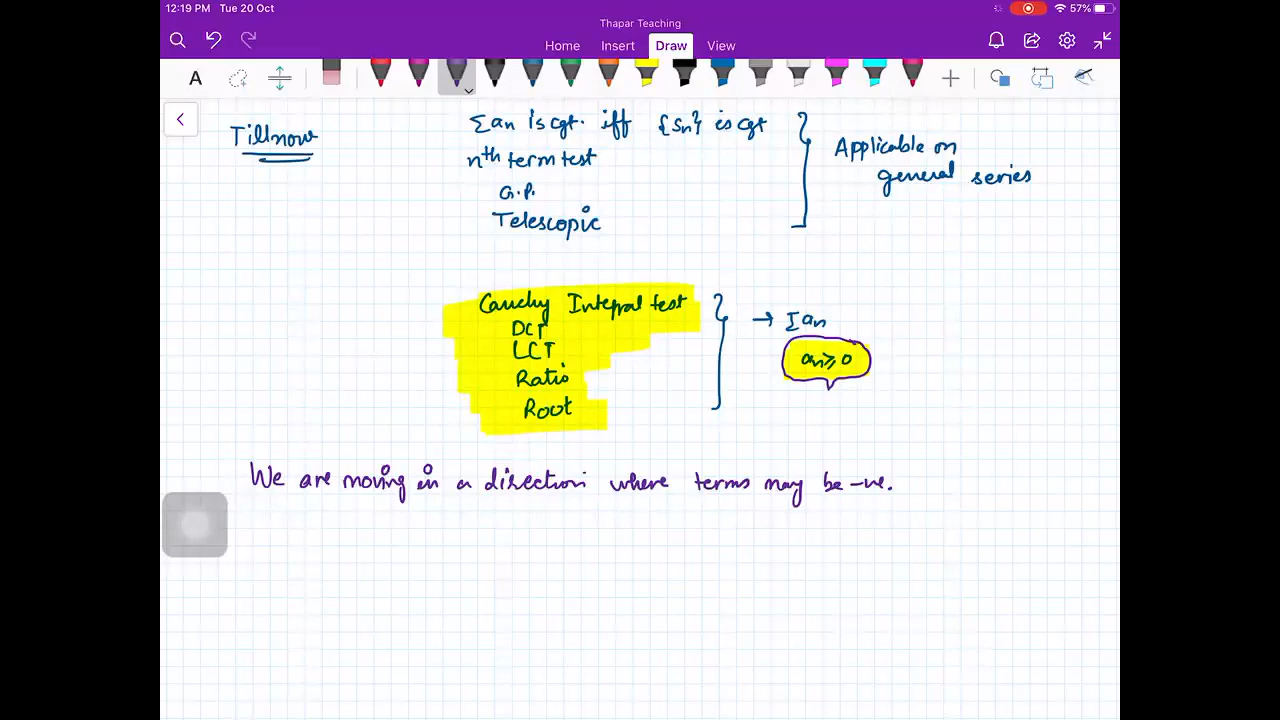 12:19 PM Tue 20 Oct
57%
Thapar Teaching
Home Insert Draw View
A
Till now
Σan is cgt. iff {Sn} is cgt
nth term test
G.P.
Telescopic
Applicable on
general series
Cauchy Integral test
DCT
LCT
Ratio
Root
→ Σan
an ≥ 0
We are moving in a direction where terms may be -ve.